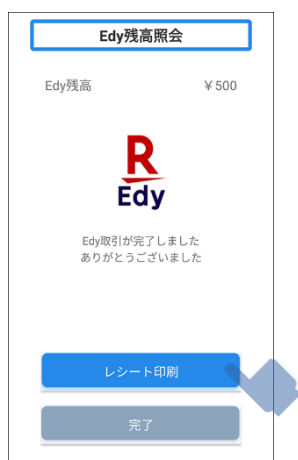 Edy残高照会
Edy残高 ￥500
R
Edy
Edy取引が完了しました
ありがとうございました
レシート印刷
完了